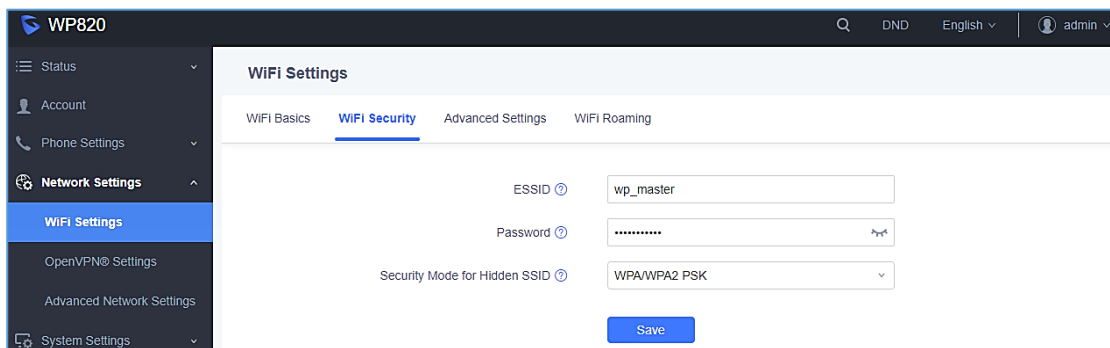 WP820
DND
English
admin
Status
Account
Phone Settings
Network Settings
WiFi Settings
OpenVPN® Settings
Advanced Network Settings
System Settings
WiFi Settings
WiFi Basics
WiFi Security
Advanced Settings
WiFi Roaming
ESSID
wp_master
Password
•••••••••••
Security Mode for Hidden SSID
WPA/WPA2 PSK
Save